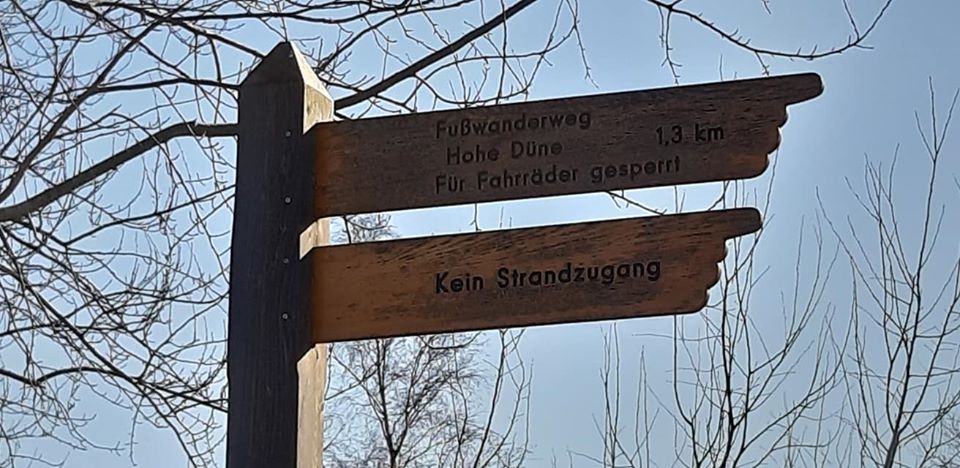 Fußwanderweg
Hohe Düne 1,3 km
Für Fahrräder gesperrt
Kein Strandzugang